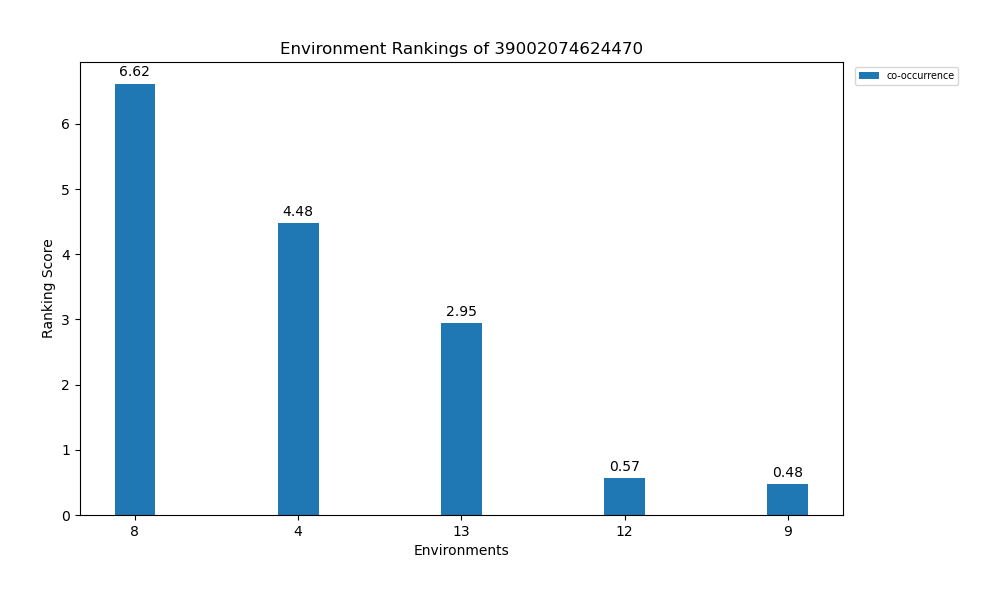 Environment Rankings of 39002074624470
co-occurrence
6.62
4.48
2.95
0.57
0.48
Ranking Score
6
5
4
3
2
1
0
8 4 13 12 9
Environments